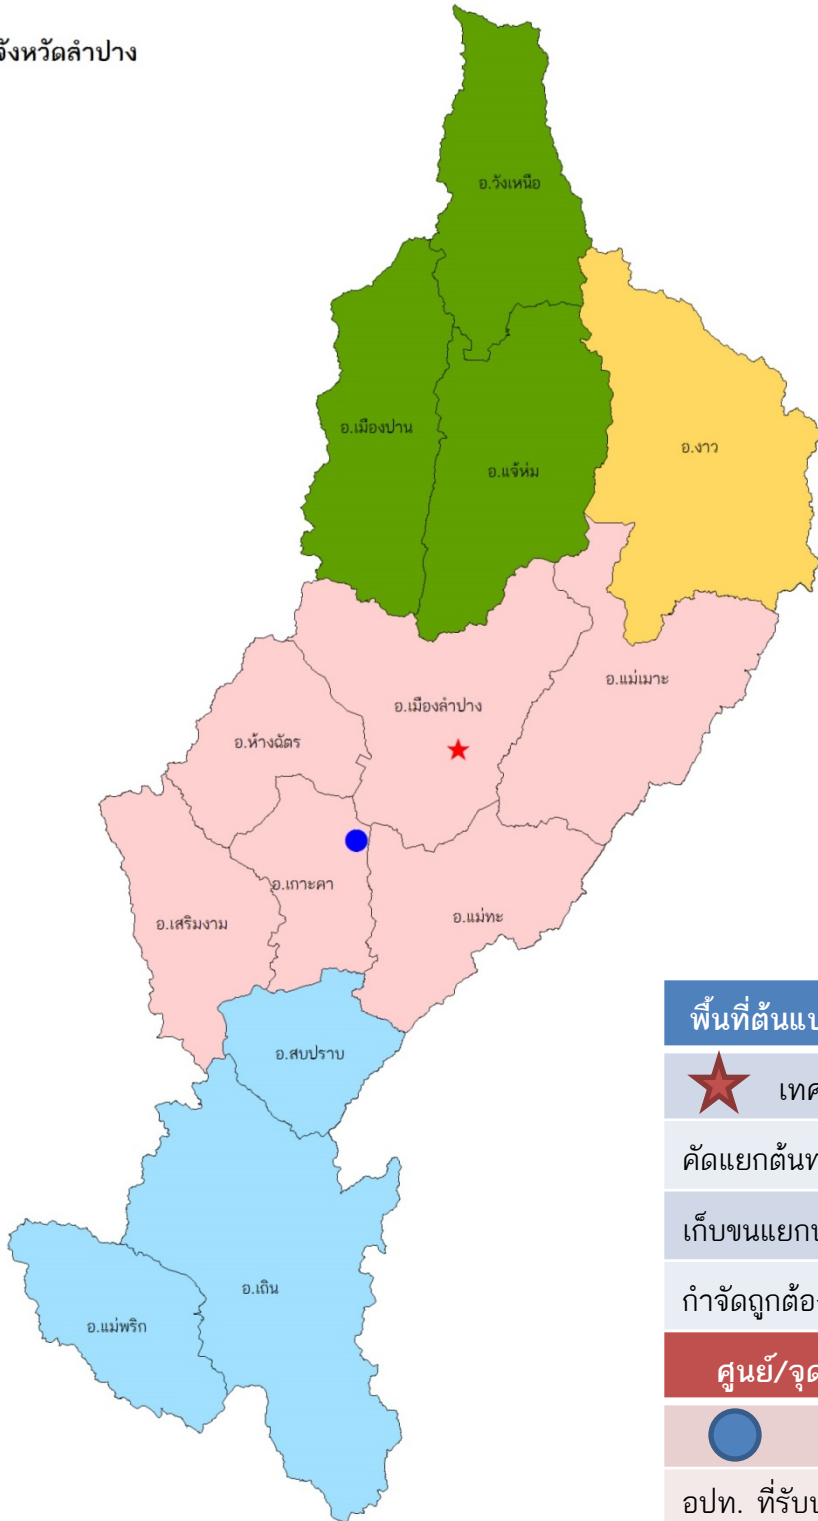 จังหวัดลำปาง
อ.วังเหนือ
อ.เมืองปาน
อ.งาว
อ.แจ้ห่ม
อ.แม่เมาะ
อ.เมืองลำปาง
อ.ห้างฉัตร
อ.เกาะคา
อ.แม่ทะ
อ.เสริมงาม
อ.สบปราบ
อ.เถิน
อ.แม่พริก
พื้นที่ต้นแบ
เทศ
คัดแยกต้นท
เก็บขนแยกป
กำจัดถูกต้อง
ศูนย์/จุด
อปท. ที่รับบ